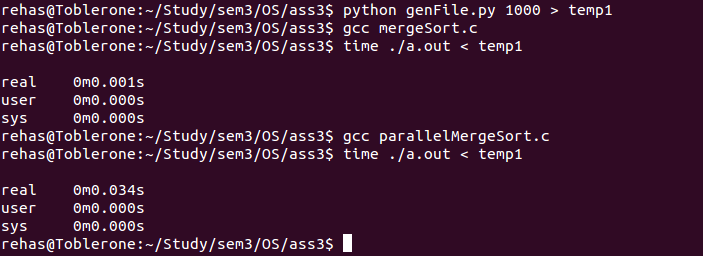 rehas@Toblerone:~/Study/sem3/OS/ass3$ python genFile.py 1000 > temp1
rehas@Toblerone:~/Study/sem3/OS/ass3$ gcc mergeSort.c
rehas@Toblerone:~/Study/sem3/OS/ass3$ time ./a.out < temp1
real 0m0.001s
user 0m0.000s
sys 0m0.000s
rehas@Toblerone:~/Study/sem3/OS/ass3$ gcc parallelMergeSort.c
rehas@Toblerone:~/Study/sem3/OS/ass3$ time ./a.out < temp1
real 0m0.034s
user 0m0.000s
sys 0m0.000s
rehas@Toblerone:~/Study/sem3/OS/ass3$